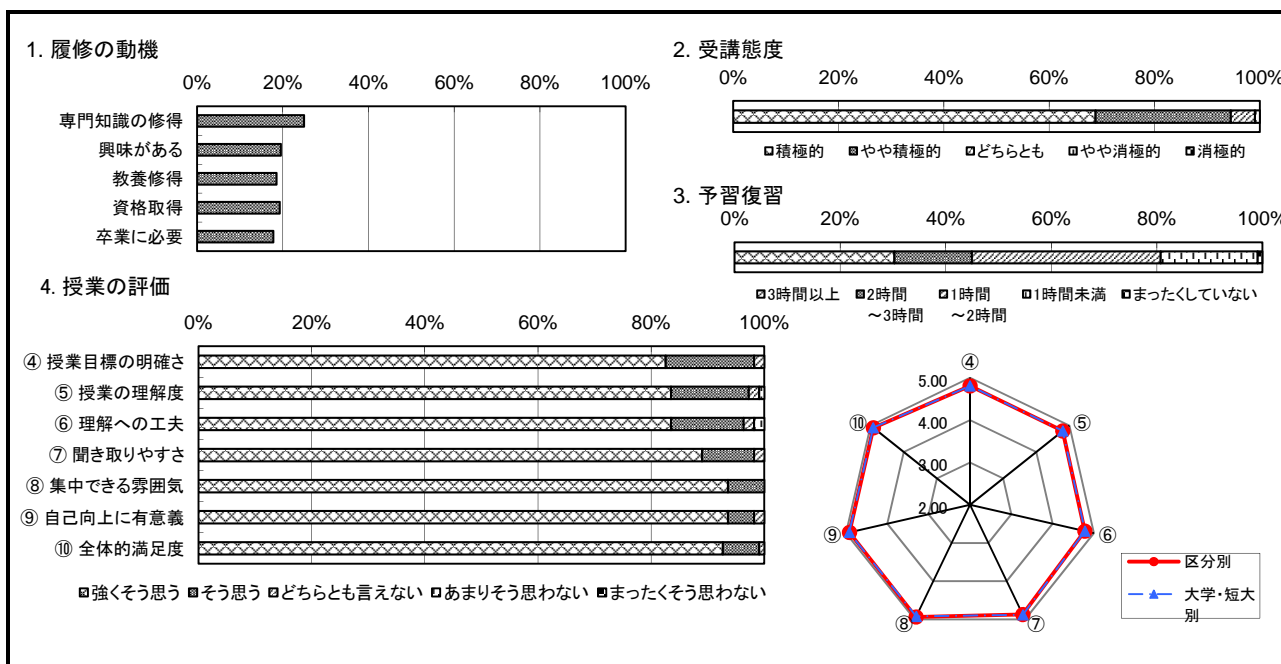 1. 履修の動機
0% 20% 40% 60% 80% 100%
専門知識の修得
興味がある
教養修得
資格取得
卒業に必要
2. 受講態度
0% 20% 40% 60% 80% 100%
積極的 やや積極的 どちらとも やや消極的 消極的
3. 予習復習
0% 20% 40% 60% 80% 100%
3時間以上 2時間 1時間 1時間未満 まったくしていない
～3時間 ～2時間
4. 授業の評価
0% 20% 40% 60% 80% 100%
④ 授業目標の明確さ
⑤ 授業の理解度
⑥ 理解への工夫
⑦ 聞き取りやすさ
⑧ 集中できる雰囲気
⑨ 自己向上に有意義
⑩ 全体的満足度
強くそう思う そう思う どちらとも言えない あまりそう思わない まったくそう思わない
④
5.00
⑩ ⑤
4.00
3.00
2.00
⑨ ⑥
⑧ ⑦
区分別
大学・短大
別